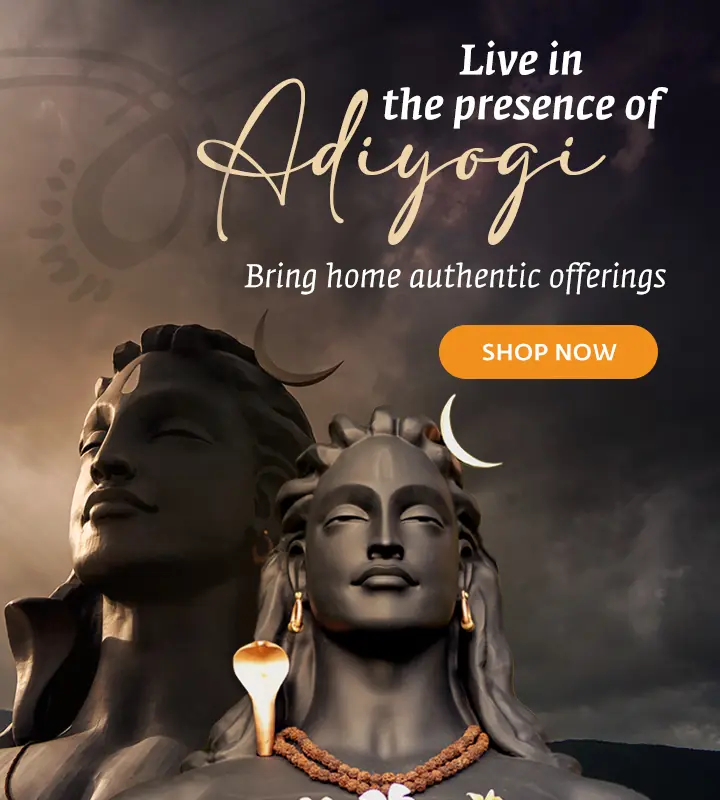 Live in
the presence of
Adiyogi
Bring home authentic offerings
SHOP NOW